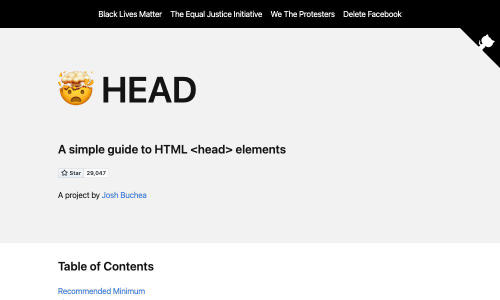 Black Lives Matter The Equal Justice Initiative We The Protesters Delete Facebook
🤯 HEAD
A simple guide to HTML <head> elements
Star 29,047
A project by Josh Buchea
Table of Contents
Recommended Minimum